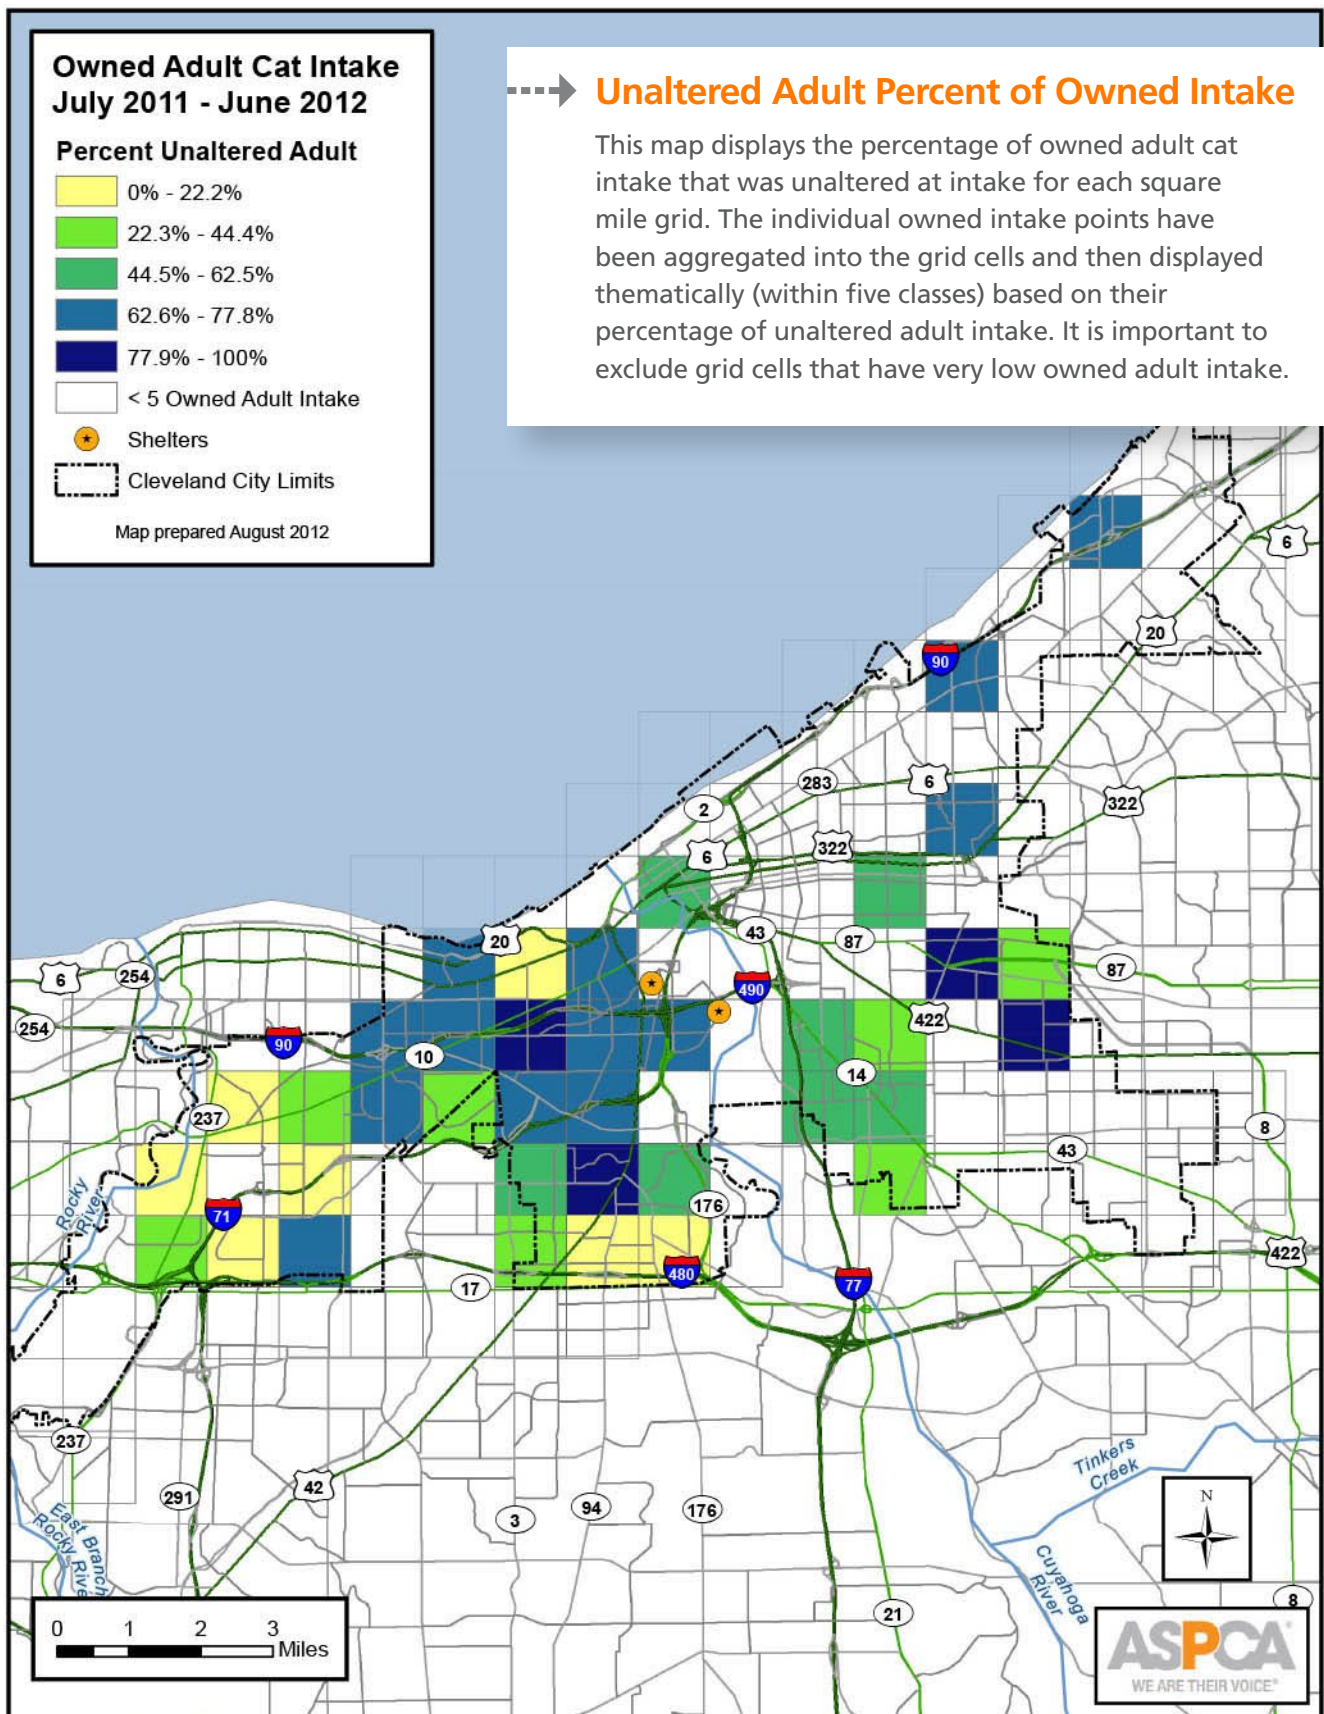 Owned Adult Cat Intake
July 2011 - June 2012
Percent Unaltered Adult
0% - 22.2%
22.3% - 44.4%
44.5% - 62.5%
62.6% - 77.8%
77.9% - 100%
< 5 Owned Adult Intake
Shelters
Cleveland City Limits
Map prepared August 2012
Unaltered Adult Percent of Owned Intake
This map displays the percentage of owned adult cat
intake that was unaltered at intake for each square
mile grid. The individual owned intake points have
been aggregated into the grid cells and then displayed
thematically (within five classes) based on their
percentage of unaltered adult intake. It is important to
exclude grid cells that have very low owned adult intake.
6
20
90
283
6
2
322
322
6
20
43
87
6
254
87
490
254
422
90
10
14
237
8
43
Rocky
River
71
176
422
480
77
17
237
Tinkers
Creek
42
291
94
176
3
N
East Branch
Rocky Rive
Cuyahoga
River
8
21
0 1 2 3
Miles
ASPCA
WE ARE THEIR VOICE®